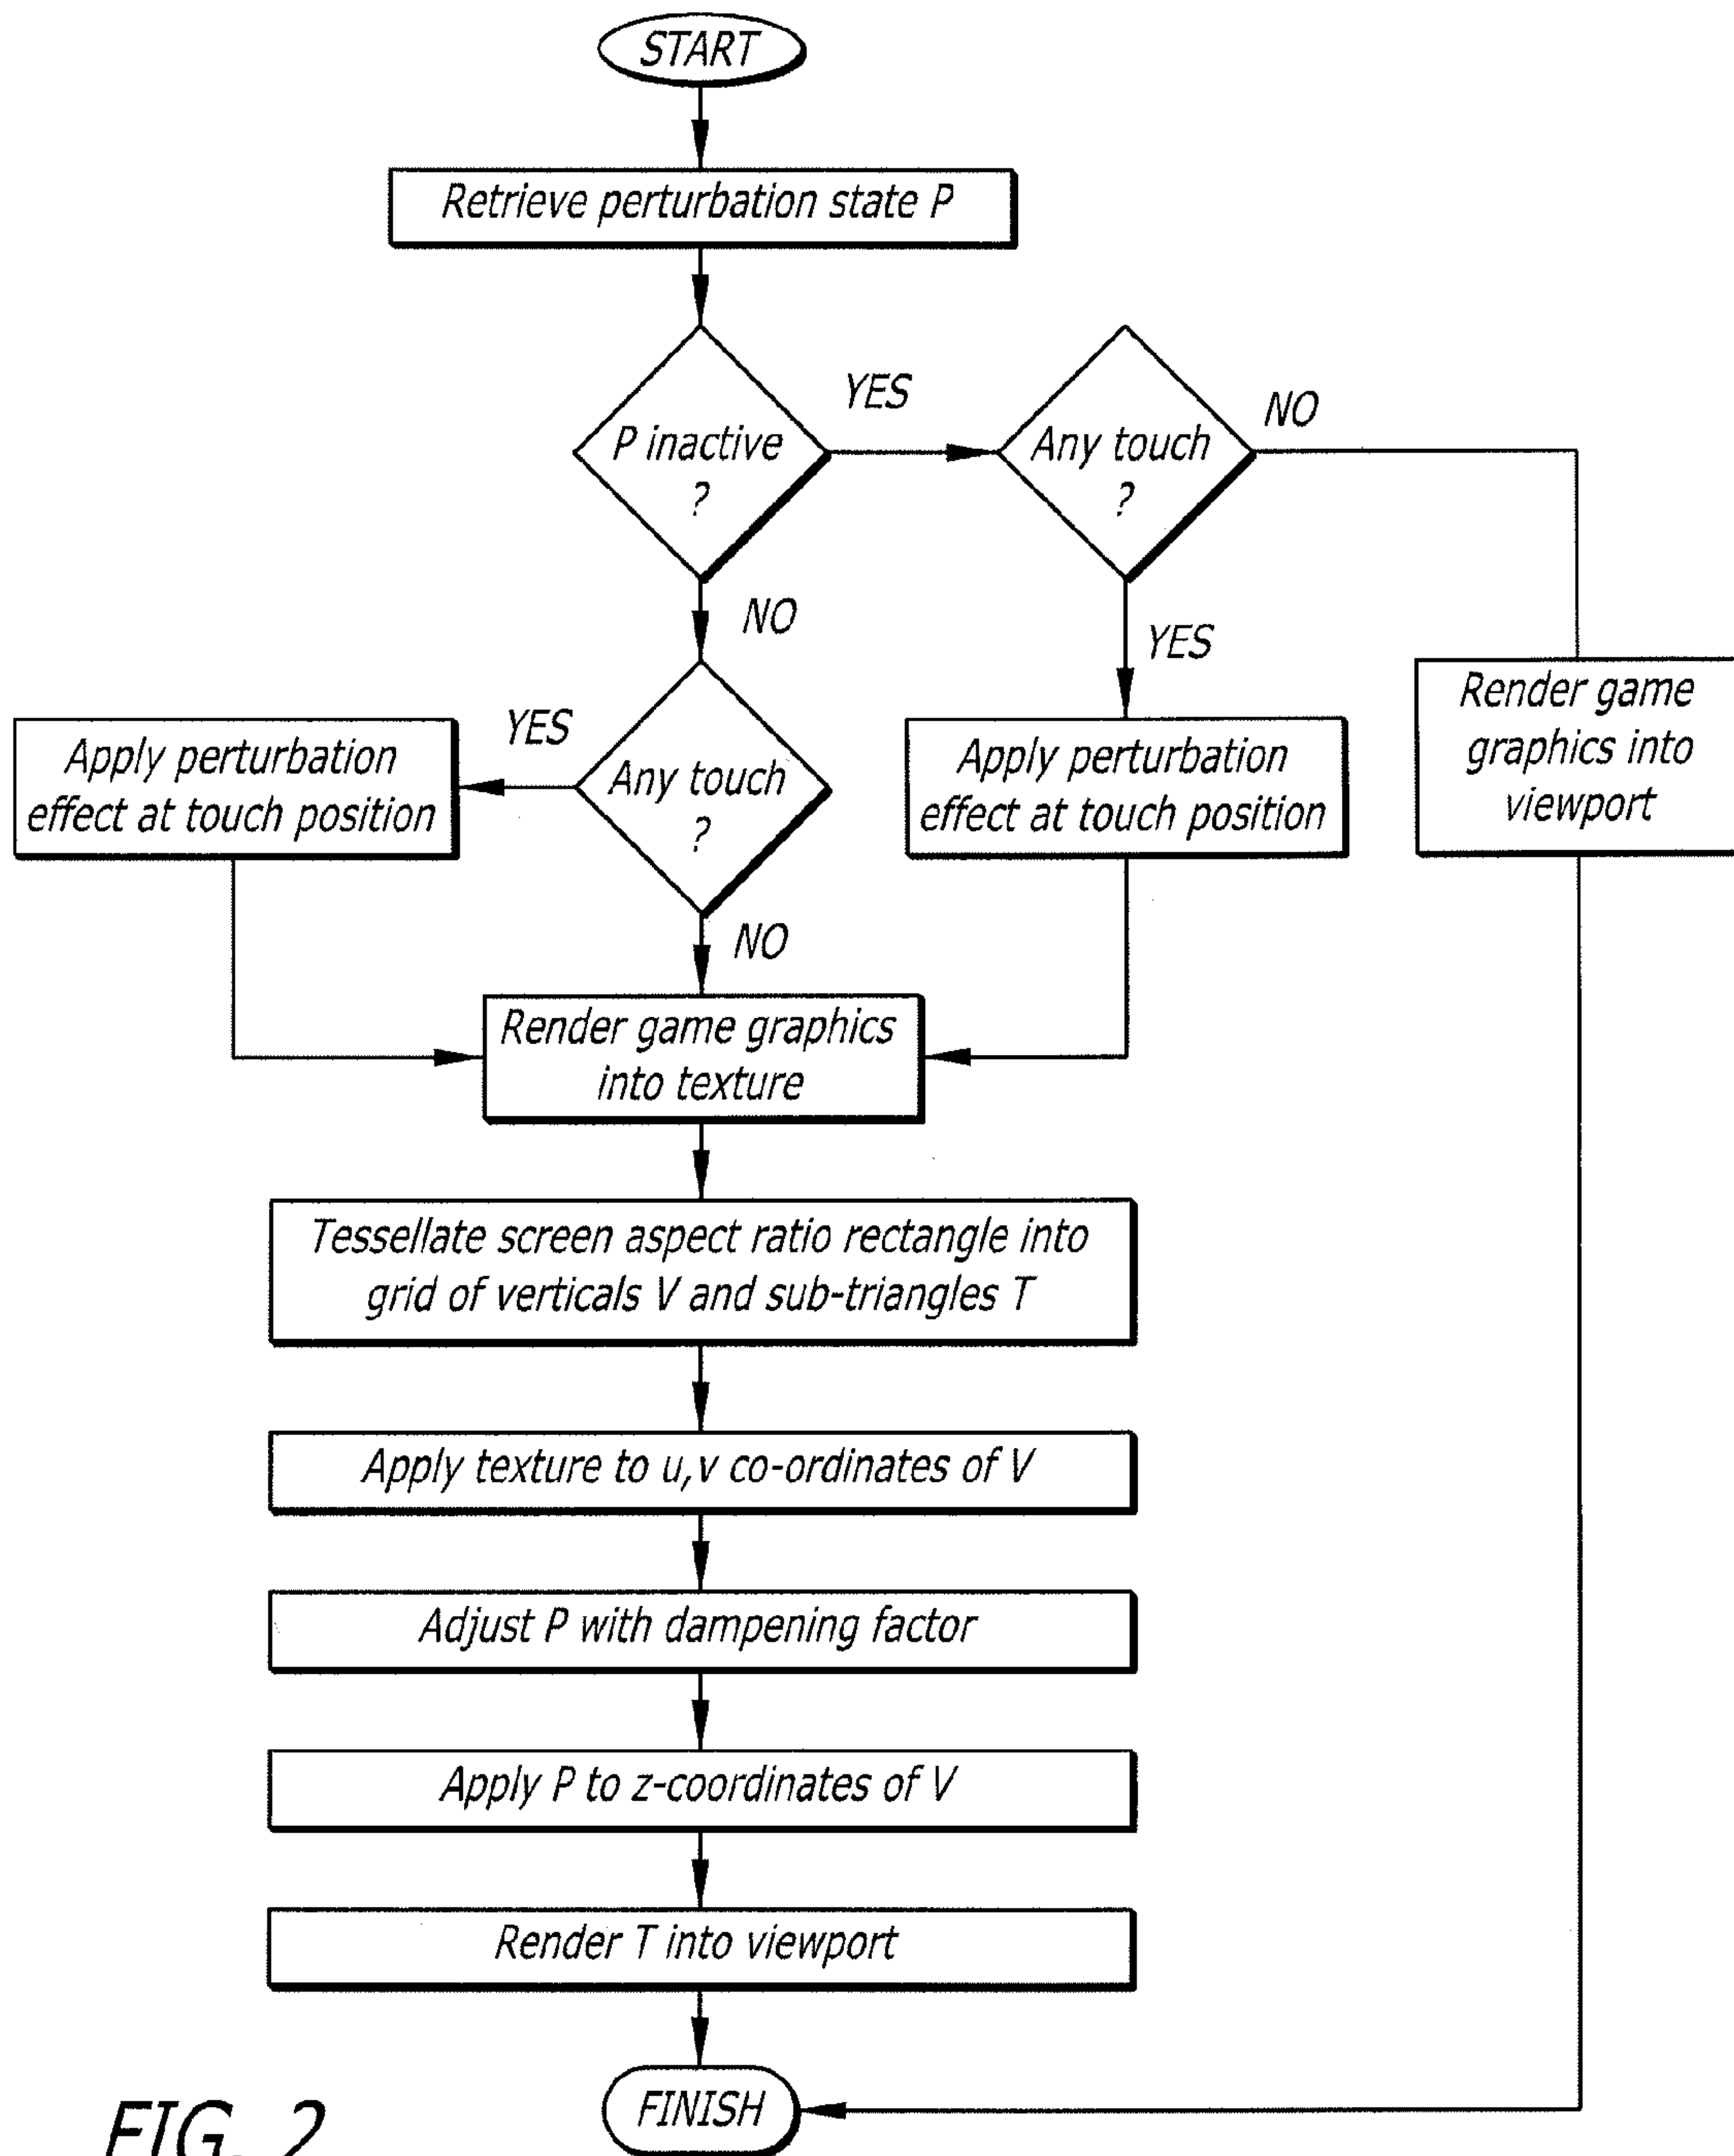 START
Retrieve perturbation state P
P inactive
?
YES
Any touch
?
NO
NO
YES
Render game
graphics into
viewport
YES
Any touch
?
Apply perturbation
effect at touch position
Apply perturbation
effect at touch position
NO
Render game graphics
into texture
Tessellate screen aspect ratio rectangle into
grid of verticals V and sub-triangles T
Apply texture to u,v co-ordinates of V
Adjust P with dampening factor
Apply P to z-coordinates of V
Render T into viewport
FINISH
FIG. 2